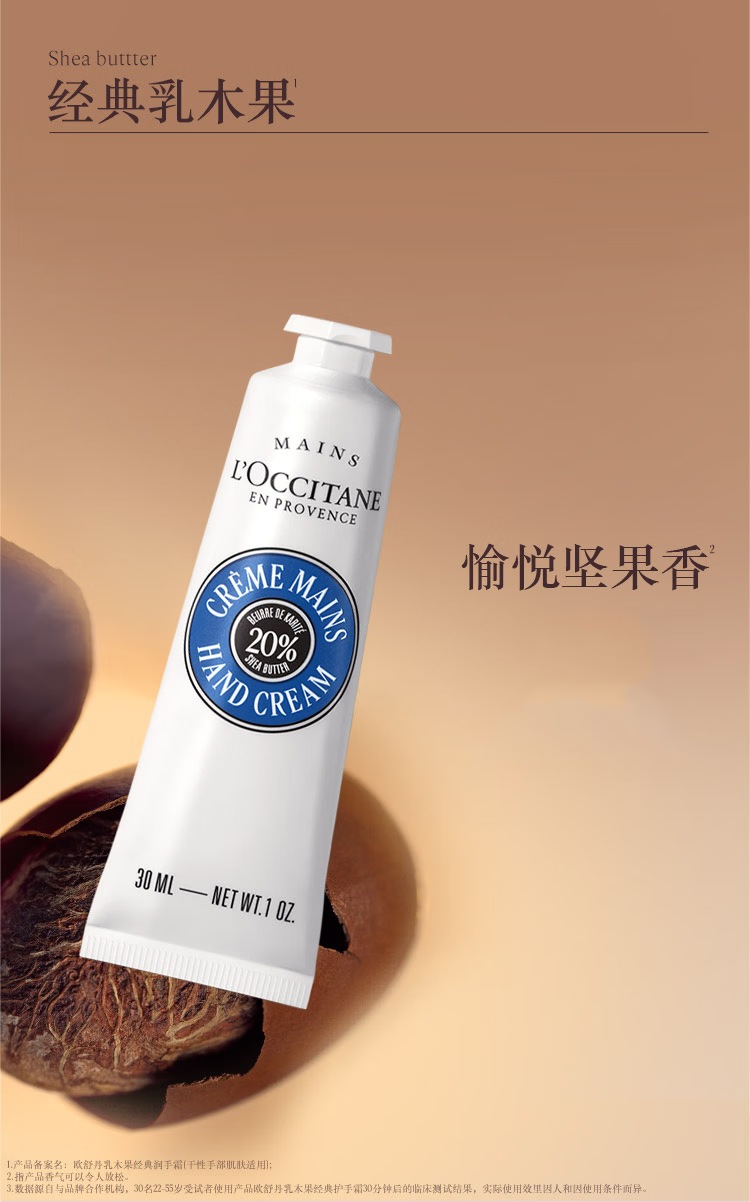 Shea buttter
经典乳木果1
MAINS
L'OCCITANE
EN PROVENCE
愉悦坚果香2
CRÈME MAINS
BEURRE DE KARITÉ
20%
SHEA BUTTER
HAND CREAM
30 ML — NET WT.1 OZ.
1.产品备案名：欧舒丹乳木果经典润手霜(干性手部肌肤适用);
2.指产品香气可以令人放松。
3.数据源自与品牌合作机构，30名22-55岁受试者使用产品欧舒丹乳木果经典护手霜30分钟后的临床测试结果，实际使用效里因人和因使用条件而异。